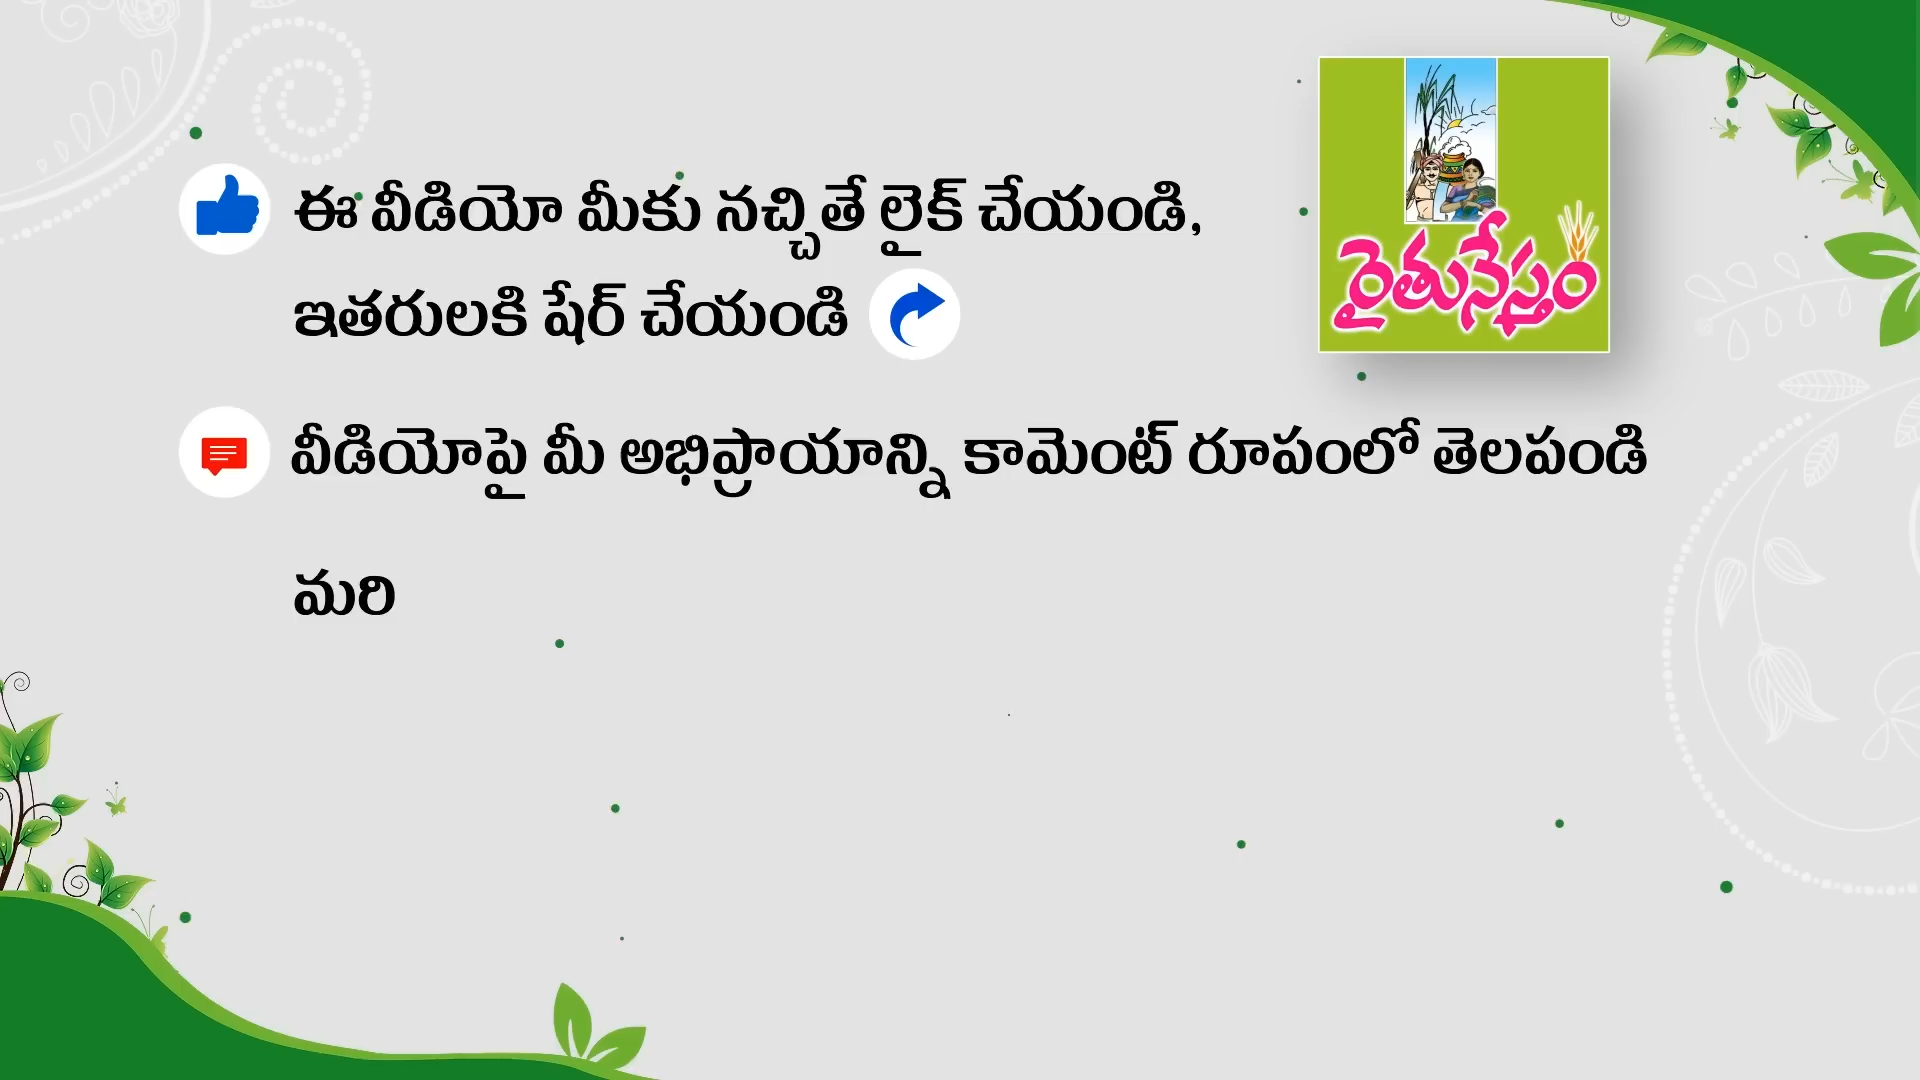 ఈ వీడియో మీకు నచ్చితే లైక్ చేయండి,
ఇతరులకి షేర్ చేయండి
రైతునేస్తం
వీడియోపై మీ అభిప్రాయాన్ని కామెంట్ రూపంలో తెలపండి
మరి